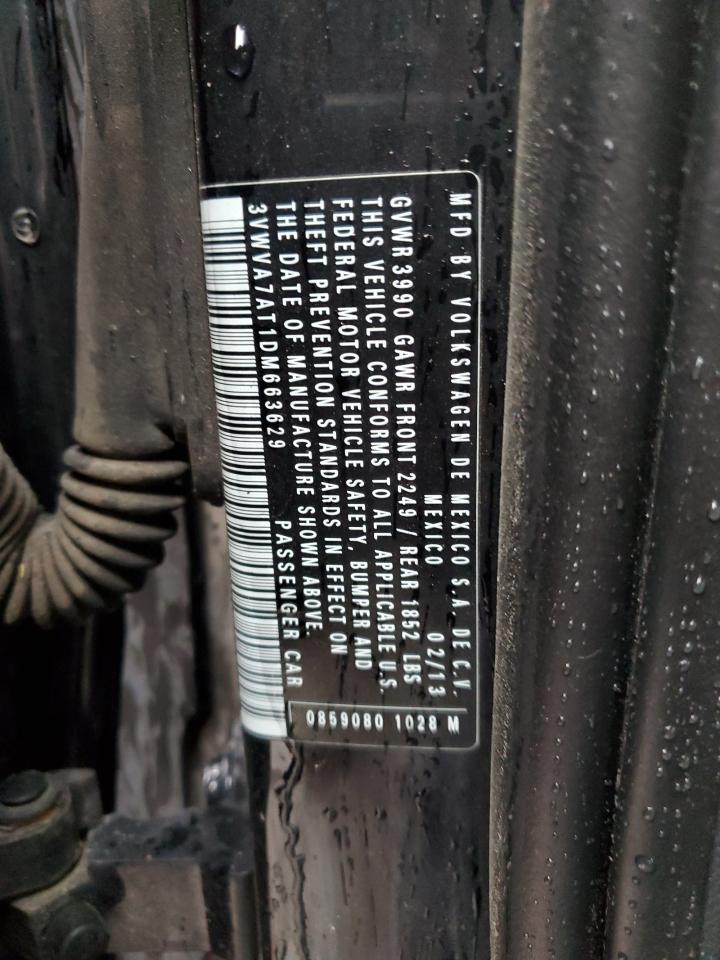 MFD BY VOLKSWAGEN DE MEXICO S.A. DE C.V.
MEXICO 02/13
GVWR 3990 GAWR FRONT 2249 / REAR 1852 LBS
THIS VEHICLE CONFORMS TO ALL APPLICABLE U.S.
FEDERAL MOTOR VEHICLE SAFETY, BUMPER AND
THEFT PREVENTION STANDARDS IN EFFECT ON
THE DATE OF MANUFACTURE SHOWN ABOVE.
3VWVA7AT1DM663629 PASSENGER CAR
0859080 1028 M